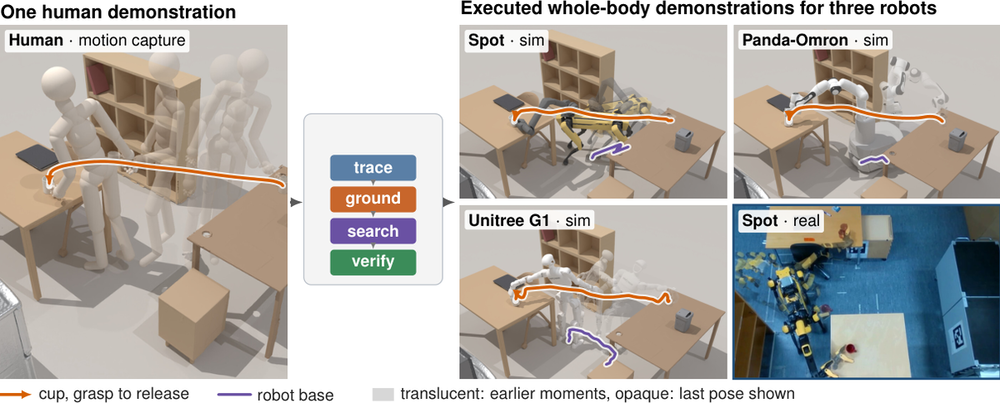 One human demonstration
Human · motion capture
trace
ground
search
verify
Executed whole-body demonstrations for three robots
Spot · sim
Panda-Omron · sim
Unitree G1 · sim
Spot · real
cup, grasp to release
robot base
translucent: earlier moments, opaque: last pose shown